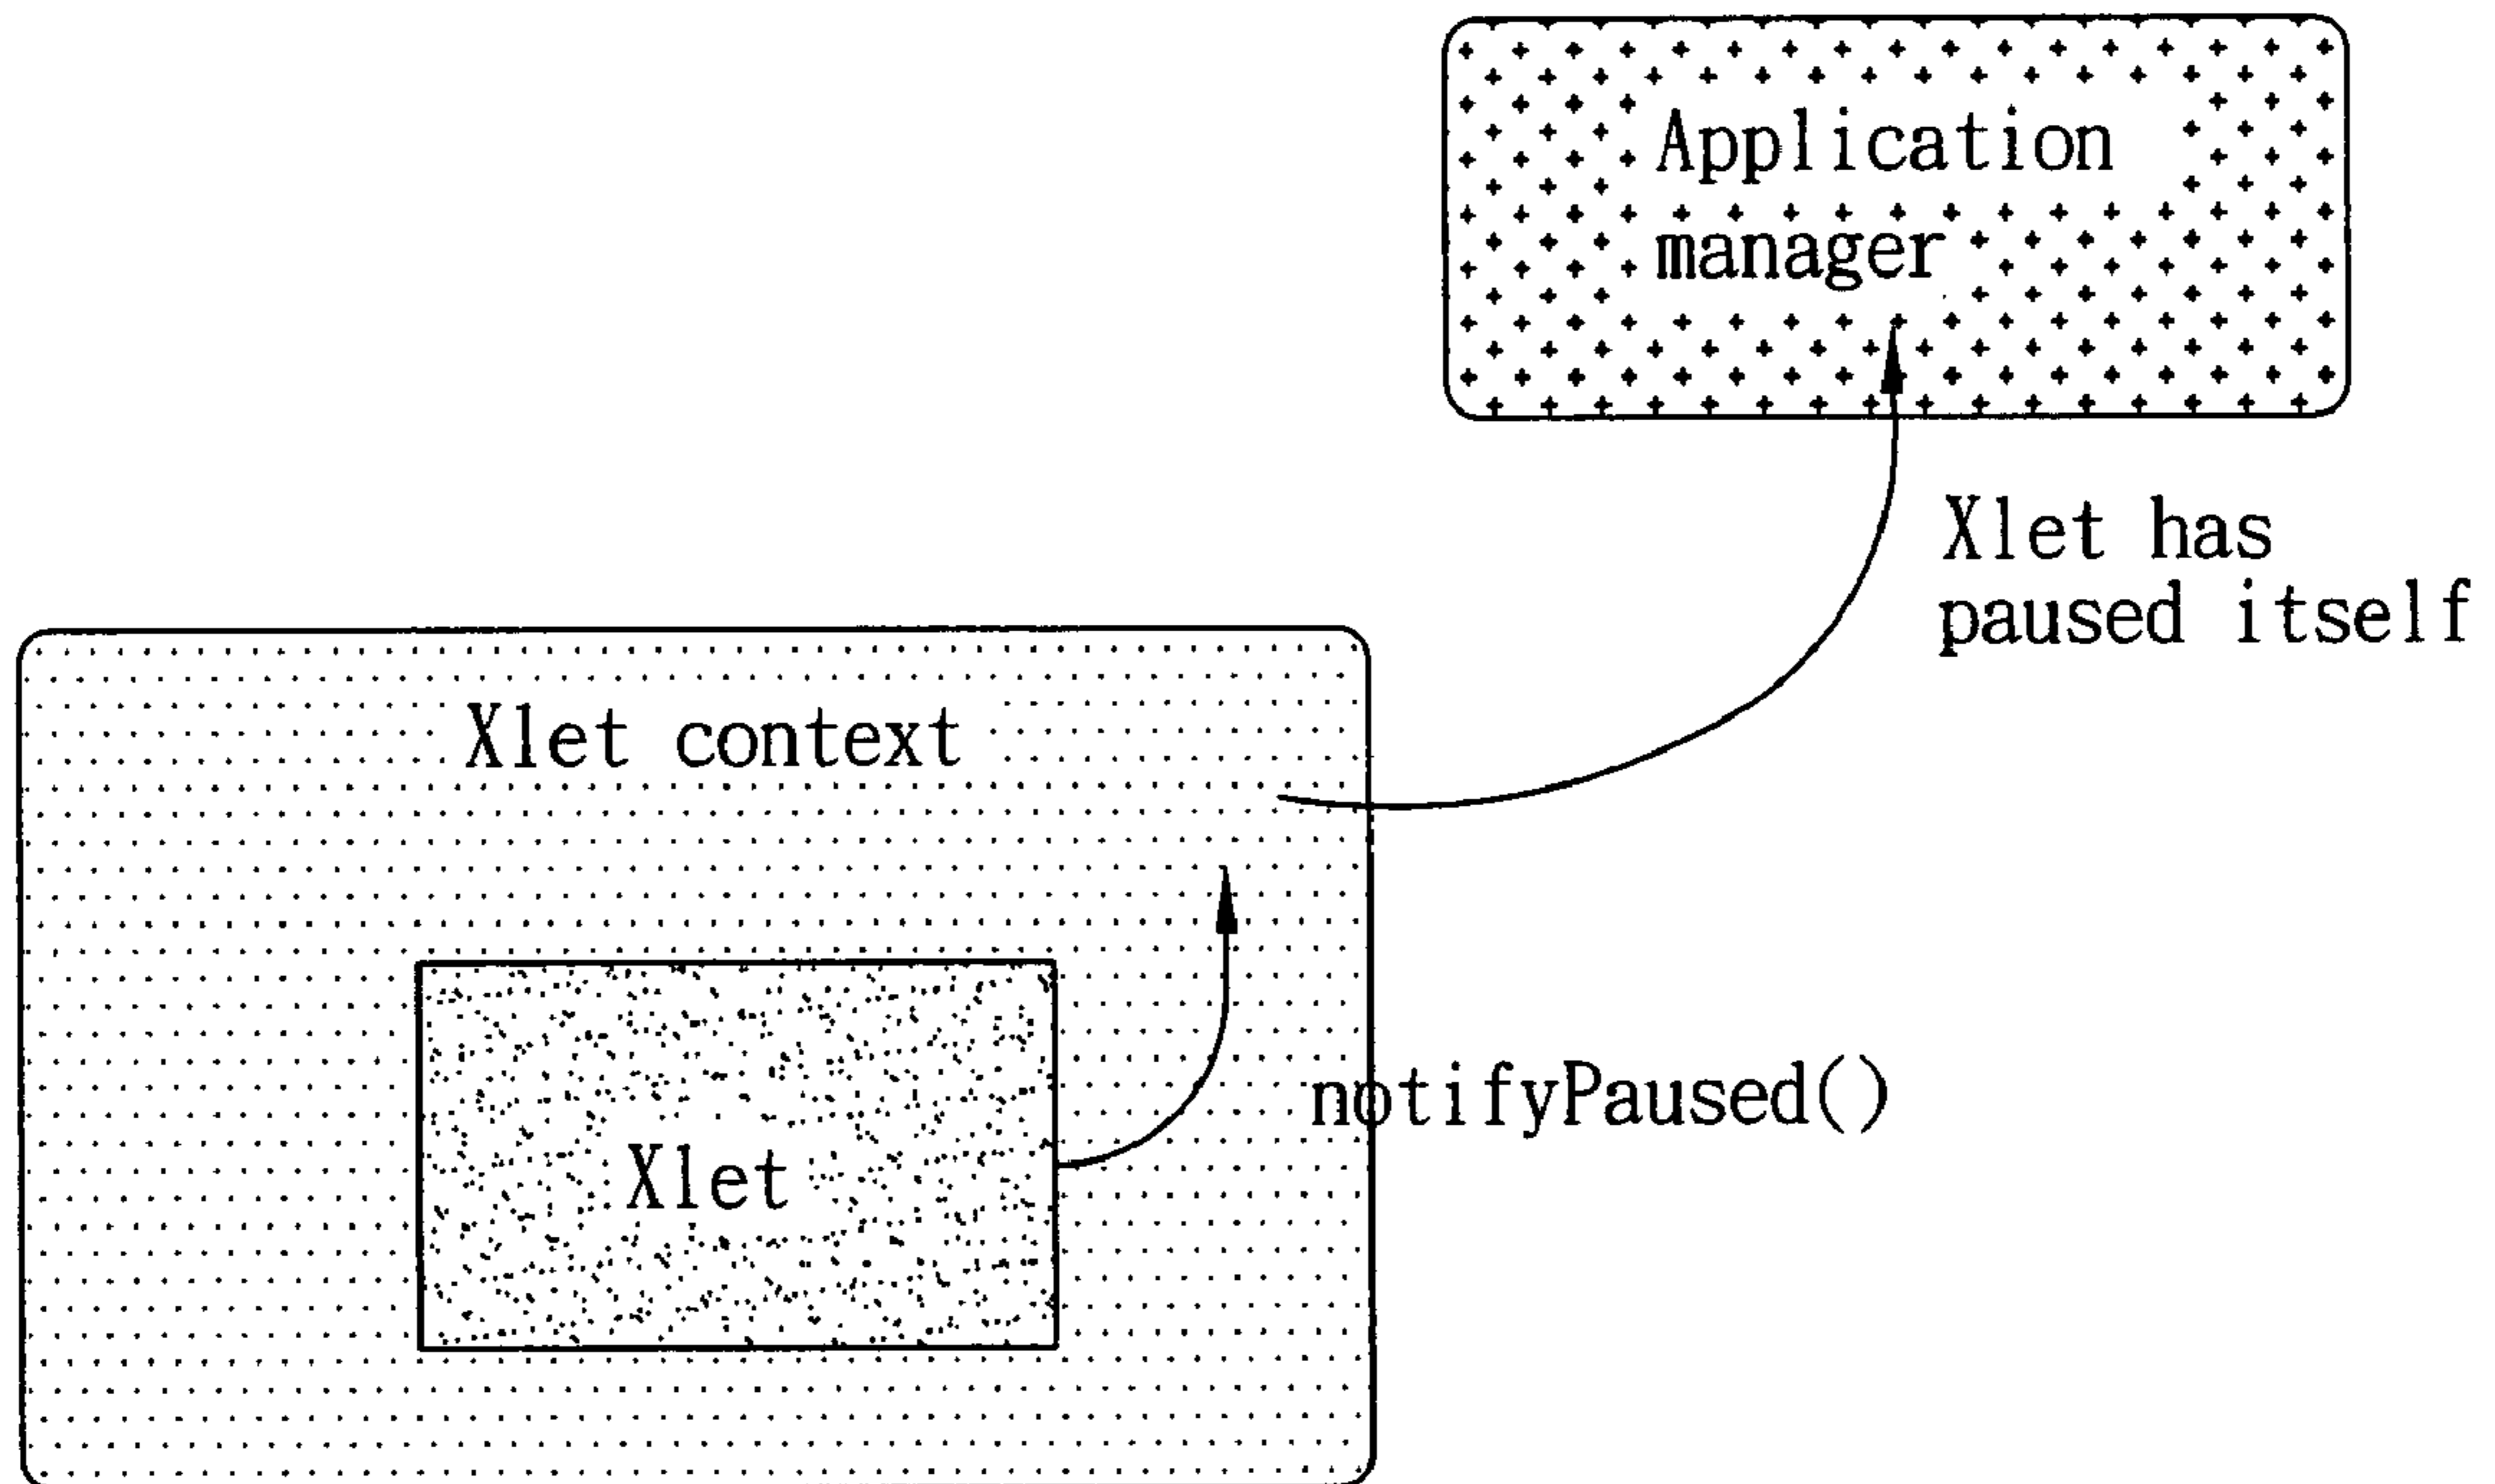 Application
manager
Xlet has
paused itself
Xlet context
notifyPaused()
Xlet